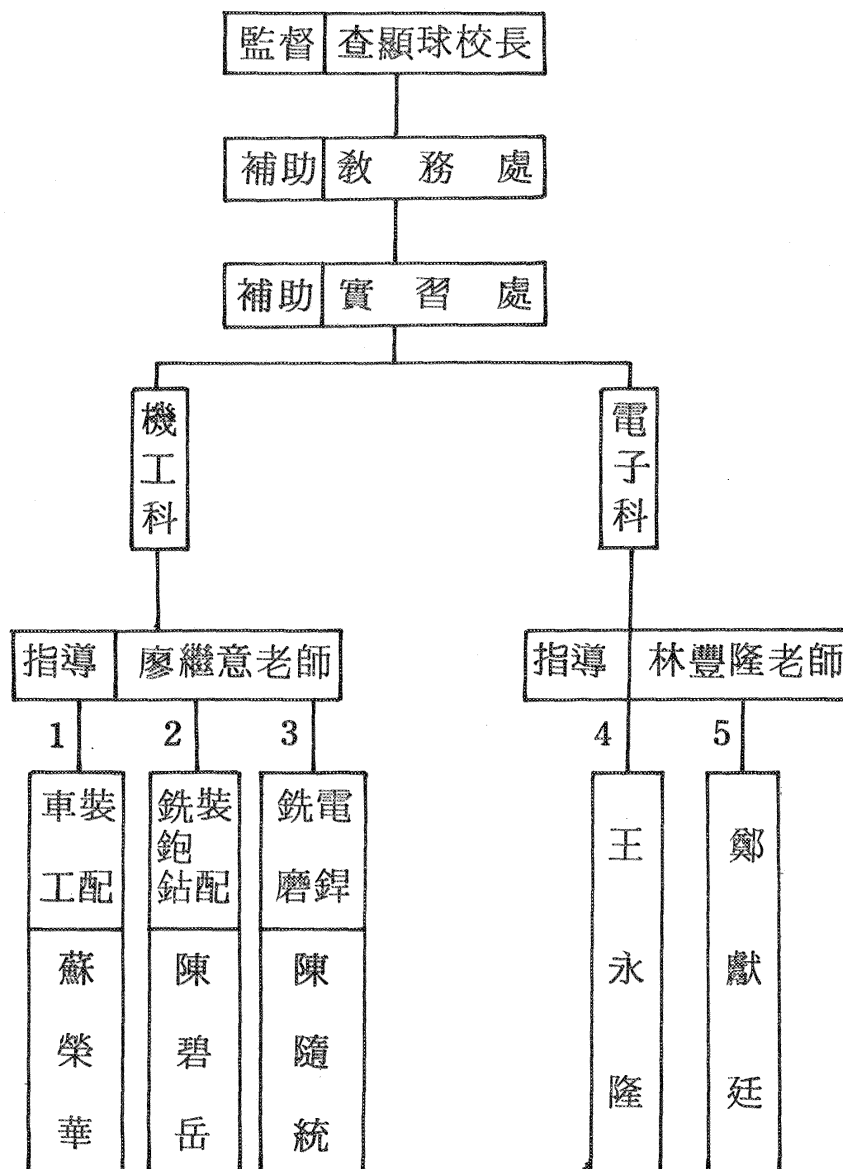 監督 查顯球校長
補助 教務處
補助 實習處
機工科
電子科
指導 廖繼意老師
指導 林豐隆老師
1
2
3
4
5
車工
裝配
銑鉋鈷
裝配
銑磨
電銲
蘇榮華
陳碧岳
陳隨統
王永隆
鄭獻廷